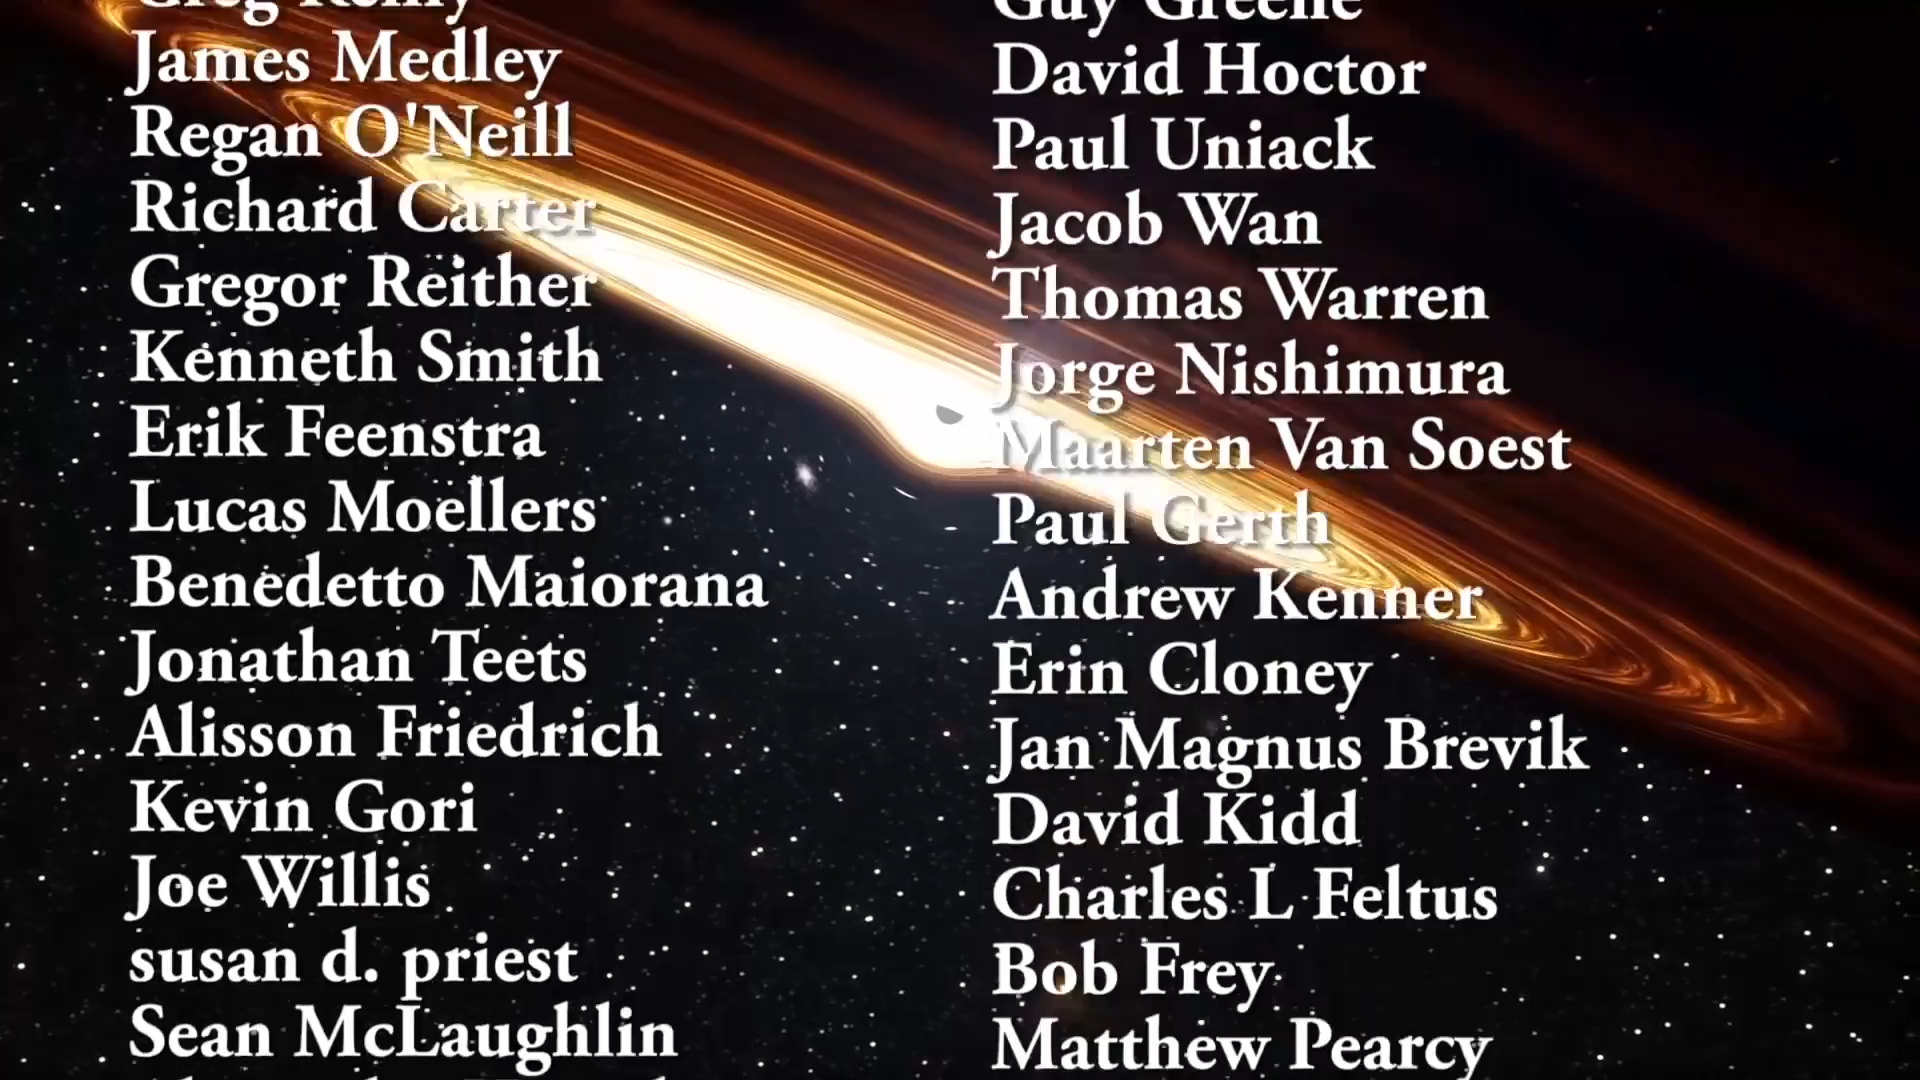 James Medley
Regan O'Neill
Richard Carter
Gregor Reither
Kenneth Smith
Erik Feenstra
Lucas Moellers
Benedetto Maiorana
Jonathan Teets
Alisson Friedrich
Kevin Gori
Joe Willis
susan d. priest
Sean McLaughlin
Guy Greene
David Hoctor
Paul Uniack
Jacob Wan
Thomas Warren
Jorge Nishimura
Maarten Van Soest
Paul Gerth
Andrew Kenner
Erin Cloney
Jan Magnus Brevik
David Kidd
Charles L Feltus
Bob Frey
Matthew Pearcy